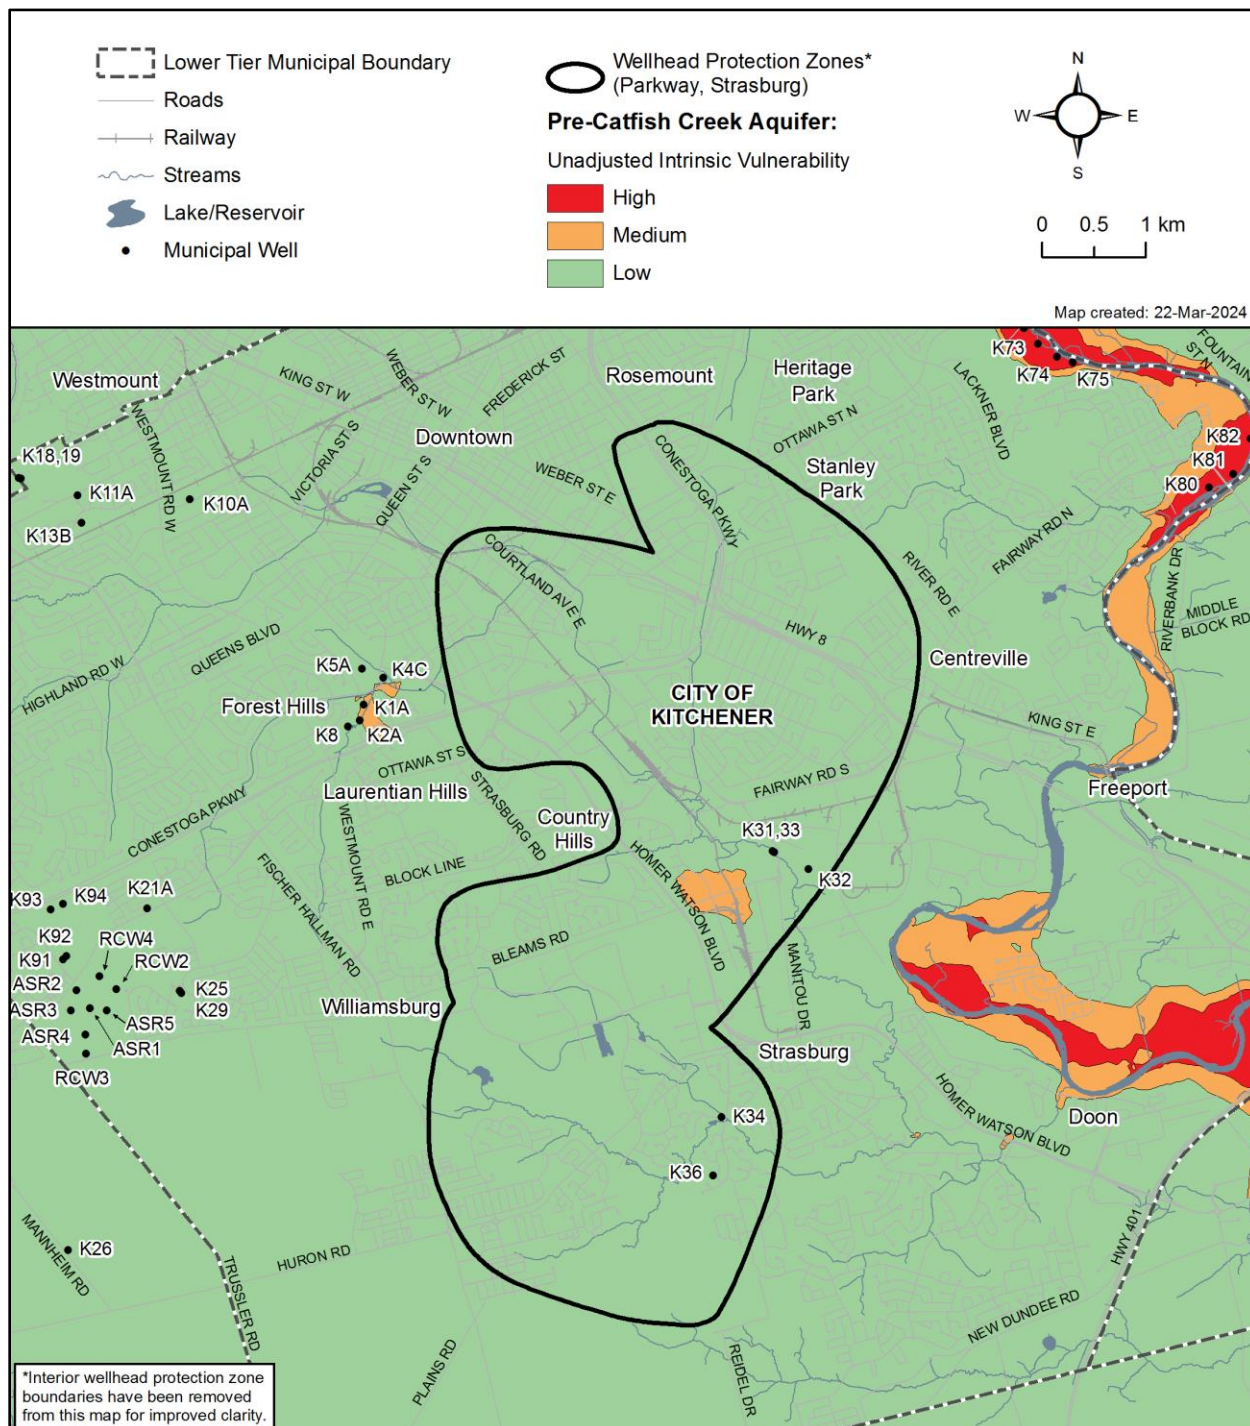 Lower Tier Municipal Boundary
Roads
Railway
Streams
Lake/Reservoir
Municipal Well
Wellhead Protection Zones*
(Parkway, Strasburg)
Pre-Catfish Creek Aquifer:
Unadjusted Intrinsic Vulnerability
High
Medium
Low
N
W
E
S
0 0.5 1 km
Map created: 22-Mar-2024
Westmount
KING ST W
WEBER ST W
FREDERICK ST
Rosemount
Heritage
Park
LACKNER BLVD
K73
K74
K75
FOUNTAIN
ST N
WESTMOUNT RD W
VICTORIA ST S
QUEEN ST S
Downtown
WEBER ST E
CONESTOGA PKWY
OTTAWA ST N
Stanley
Park
K82
K81
K80
K18,19
K11A
K10A
K13B
COURTLAND AVE E
RIVER RD E
FAIRWAY RD N
RIVERBANK DR
MIDDLE
BLOCK RD
HWY 8
QUEENS BLVD
HIGHLAND RD W
K5A
K4C
Forest Hills
K1A
K8
K2A
Centreville
CITY OF
KITCHENER
KING ST E
OTTAWA ST S
Laurentian Hills
STRASBURG RD
FAIRWAY RD S
Freeport
CONESTOGA PKWY
WESTMOUNT RD E
Country
Hills
K31,33
FISCHER HALLMAN RD
BLOCK LINE
HOMER WATSON BLVD
K32
K93
K94
K21A
K92
RCW4
K91
RCW2
ASR2
K25
ASR3
K29
ASR5
ASR4
ASR1
RCW3
BLEAMS RD
MANITOU DR
Williamsburg
Strasburg
HOMER WATSON BLVD
Doon
K34
K36
K26
MANNHEIM RD
TRUSSLER RD
HURON RD
HWY 401
NEW DUNDEE RD
PLAINS RD
REIDEL DR
*Interior wellhead protection zone
boundaries have been removed
from this map for improved clarity.